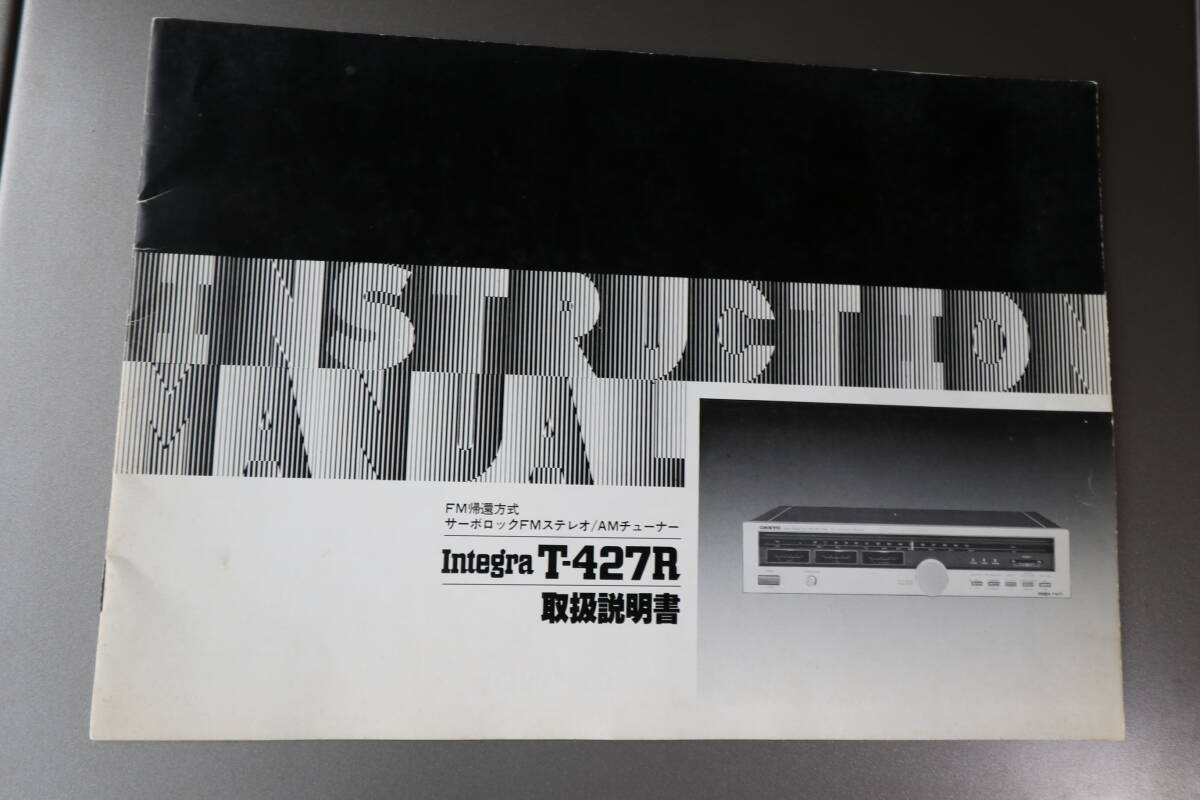 INSTRUCTION
MANUAL
FM帰還方式
サーボロックFMステレオ/AMチューナー
Integra T-427R
取扱説明書
ONKYO